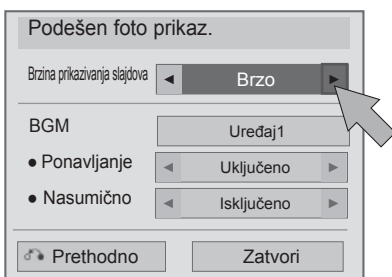 Podešen foto prikaz.
Brzina prikazivanja slajdova ◄ Brzo ►
BGM Uređaj1
● Ponavljanje ◄ Uključeno ►
● Nasumično ◄ Isključeno ►
Prethodno Zatvori